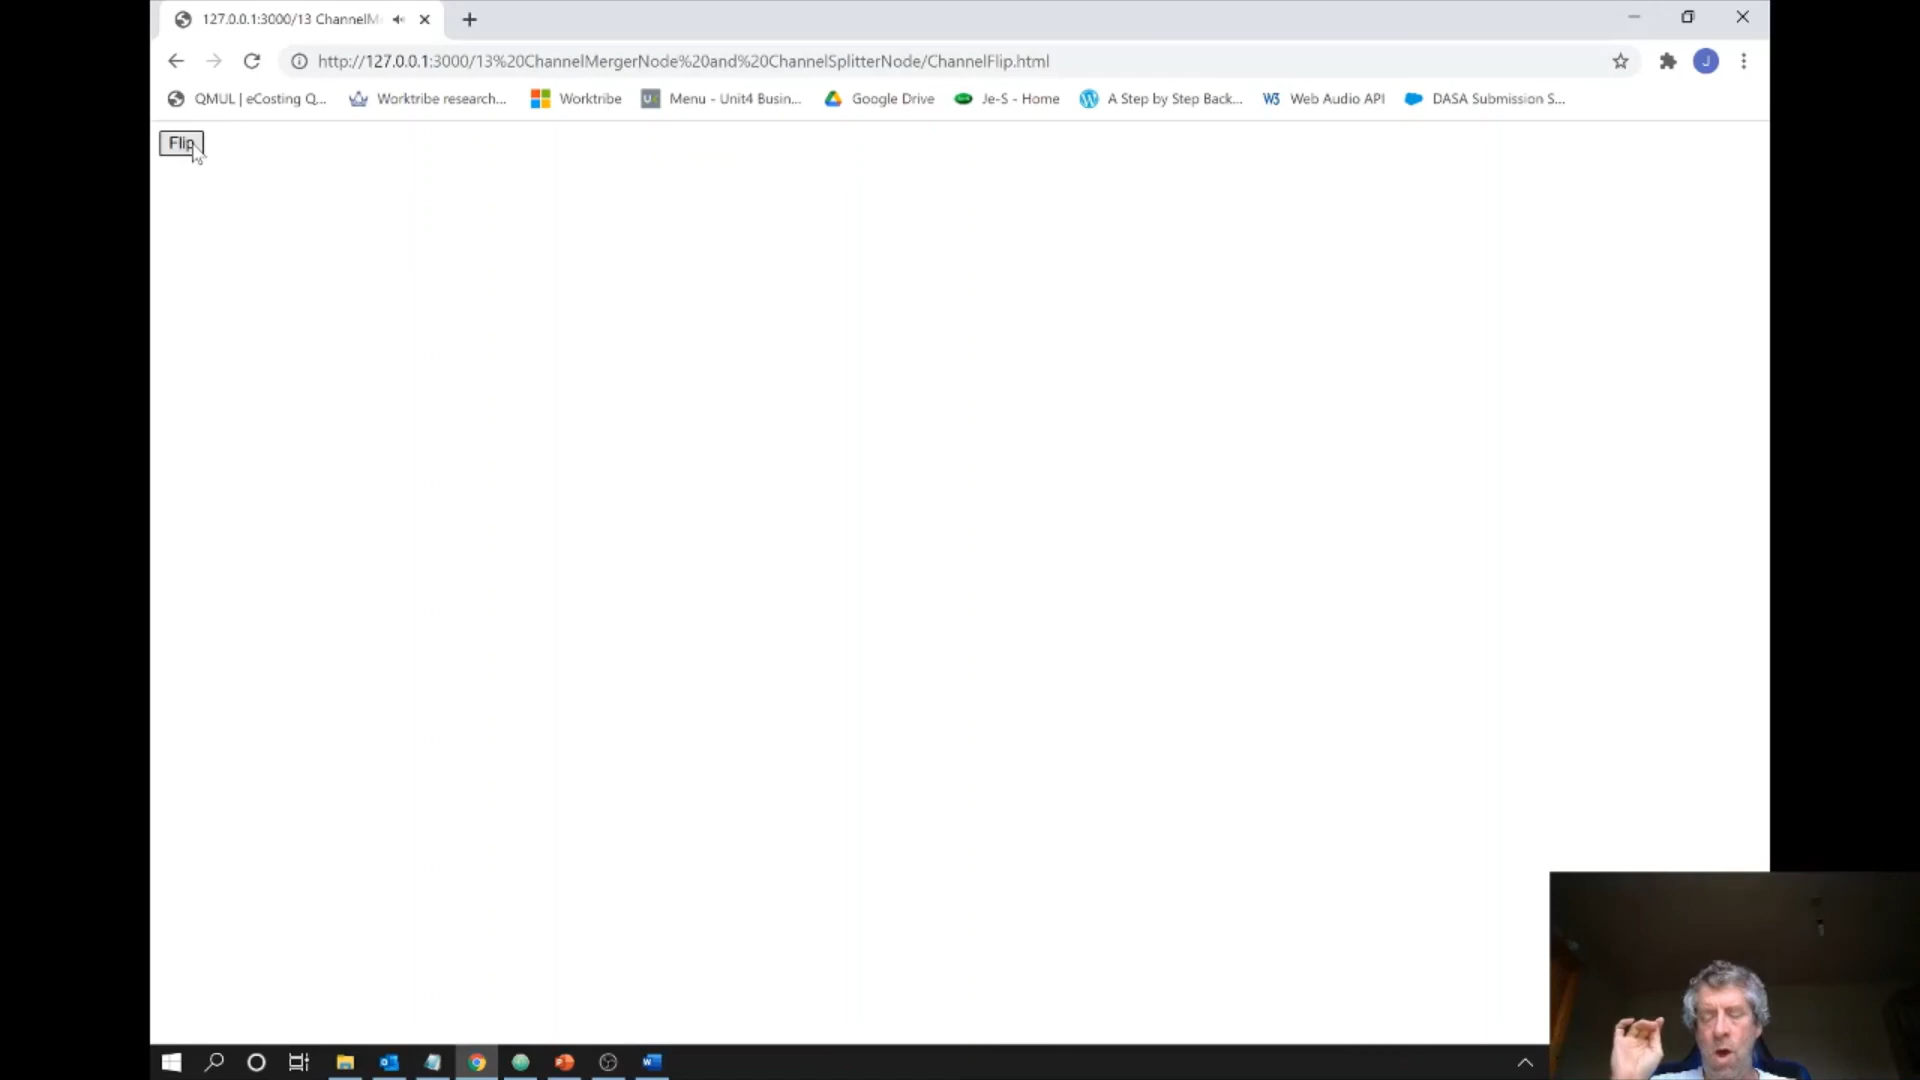 127.0.0.1:3000/13 ChannelM
http://127.0.0.1:3000/13%20ChannelMergerNode%20and%20ChannelSplitterNode/ChannelFlip.html
J
QMUL | eCosting Q... Worktribe research... Worktribe Menu - Unit4 Busin... Google Drive Je-S - Home A Step by Step Back... W3 Web Audio API DASA Submission S...
Flip